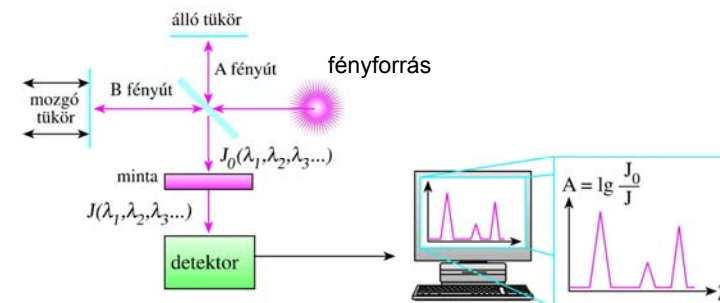 álló tükör
A fényút
fényforrás
B fényút
mozgó
tükör
J₀(λ₁,λ₂,λ₃...)
minta
J(λ₁,λ₂,λ₃...)
detektor
A = lg J₀/J